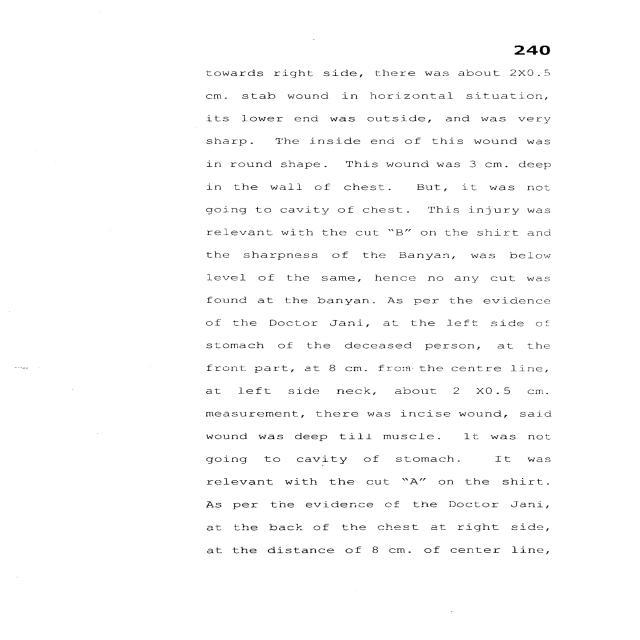 240
towards right side, there was about 2X0.5
cm. stab wound in horizontal situation,
its lower end was outside, and was very
sharp. The inside end of this wound was
in round shape. This wound was 3 cm. deep
in the wall of chest. But, it was not
going to cavity of chest. This injury was
relevant with the cut "B" on the shirt and
the sharpness of the Banyan, was below
level of the same, hence no any cut was
found at the banyan. As per the evidence
of the Doctor Jani, at the left side of
stomach of the deceased person, at the
front part, at 8 cm. from the centre line,
at left side neck, about 2 X0.5 cm.
measurement, there was incise wound, said
wound was deep till muscle. It was not
going to cavity of stomach. It was
relevant with the cut "A" on the shirt.
As per the evidence of the Doctor Jani,
at the back of the chest at right side,
at the distance of 8 cm. of center line,